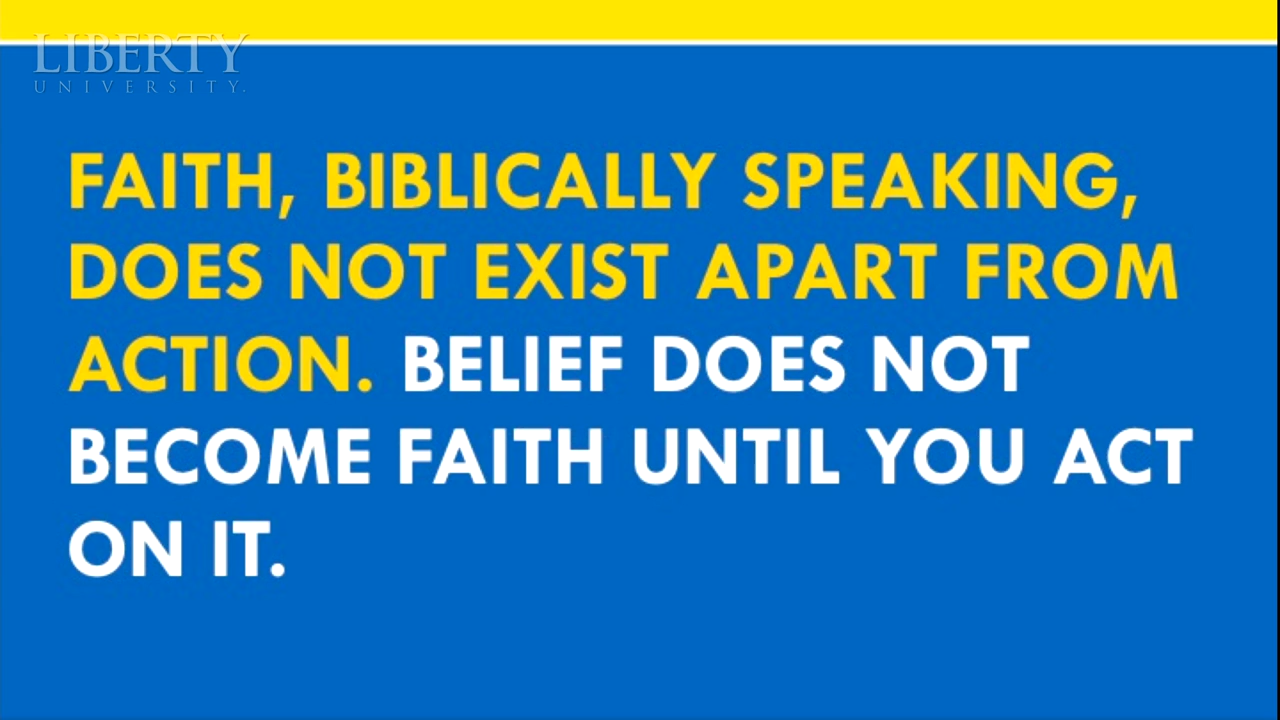 LIBERTY
UNIVERSITY.
FAITH, BIBLICALLY SPEAKING,
DOES NOT EXIST APART FROM
ACTION. BELIEF DOES NOT
BECOME FAITH UNTIL YOU ACT
ON IT.